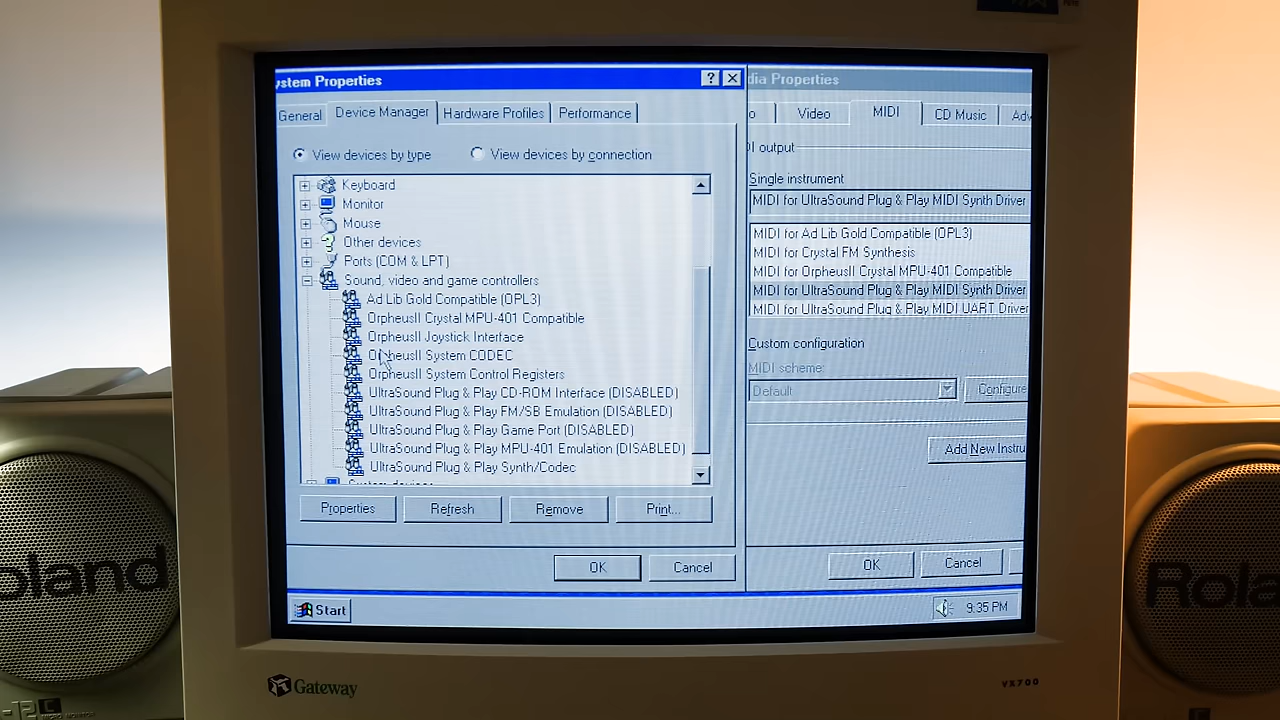 ystem Properties
General
Device Manager
Hardware Profiles
Performance
View devices by type
View devices by connection
Keyboard
Monitor
Mouse
Other devices
Ports (COM & LPT)
Sound, video and game controllers
Ad Lib Gold Compatible (OPL3)
OrpheusII Crystal MPU-401 Compatible
OrpheusII Joystick Interface
OrpheusII System CODEC
OrpheusII System Control Registers
UltraSound Plug & Play CD-ROM Interface (DISABLED)
UltraSound Plug & Play FM/SB Emulation (DISABLED)
UltraSound Plug & Play Game Port (DISABLED)
UltraSound Plug & Play MPU-401 Emulation (DISABLED)
UltraSound Plug & Play Synth/Codec
Properties
Refresh
Remove
Print...
OK
Cancel
dia Properties
o
Video
MIDI
CD Music
Adv
DI output
Single instrument
MIDI for UltraSound Plug & Play MIDI Synth Driver
MIDI for Ad Lib Gold Compatible (OPL3)
MIDI for Crystal FM Synthesis
MIDI for OrpheusII Crystal MPU-401 Compatible
MIDI for UltraSound Plug & Play MIDI Synth Driver
MIDI for UltraSound Plug & Play MIDI UART Driver
Custom configuration
MIDI scheme:
Default
Configure
Add New Instru
OK
Cancel
Start
9:35 PM
oland
Rola
Gateway
VX700
-12C